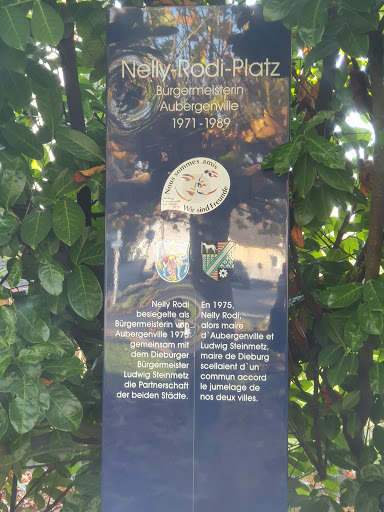 Nelly-Rodi-Platz
Bürgermeisterin
Aubergenville
1971-1989
Nous sommes amis
Wir sind Freunde
Nelly Rodi
besiegelte als
Bürgermeisterin von
Aubergenville 1975
gemeinsam mit
dem Dieburger
Bürgermeister
Ludwig Steinmetz
die Partnerschaft
der beiden Städte.
En 1975,
Nelly Rodi,
alors maire
d`Aubergenville et
Ludwig Steinmetz,
maire de Dieburg
scellaient d`un
commun accord
le jumelage de
nos deux villes.